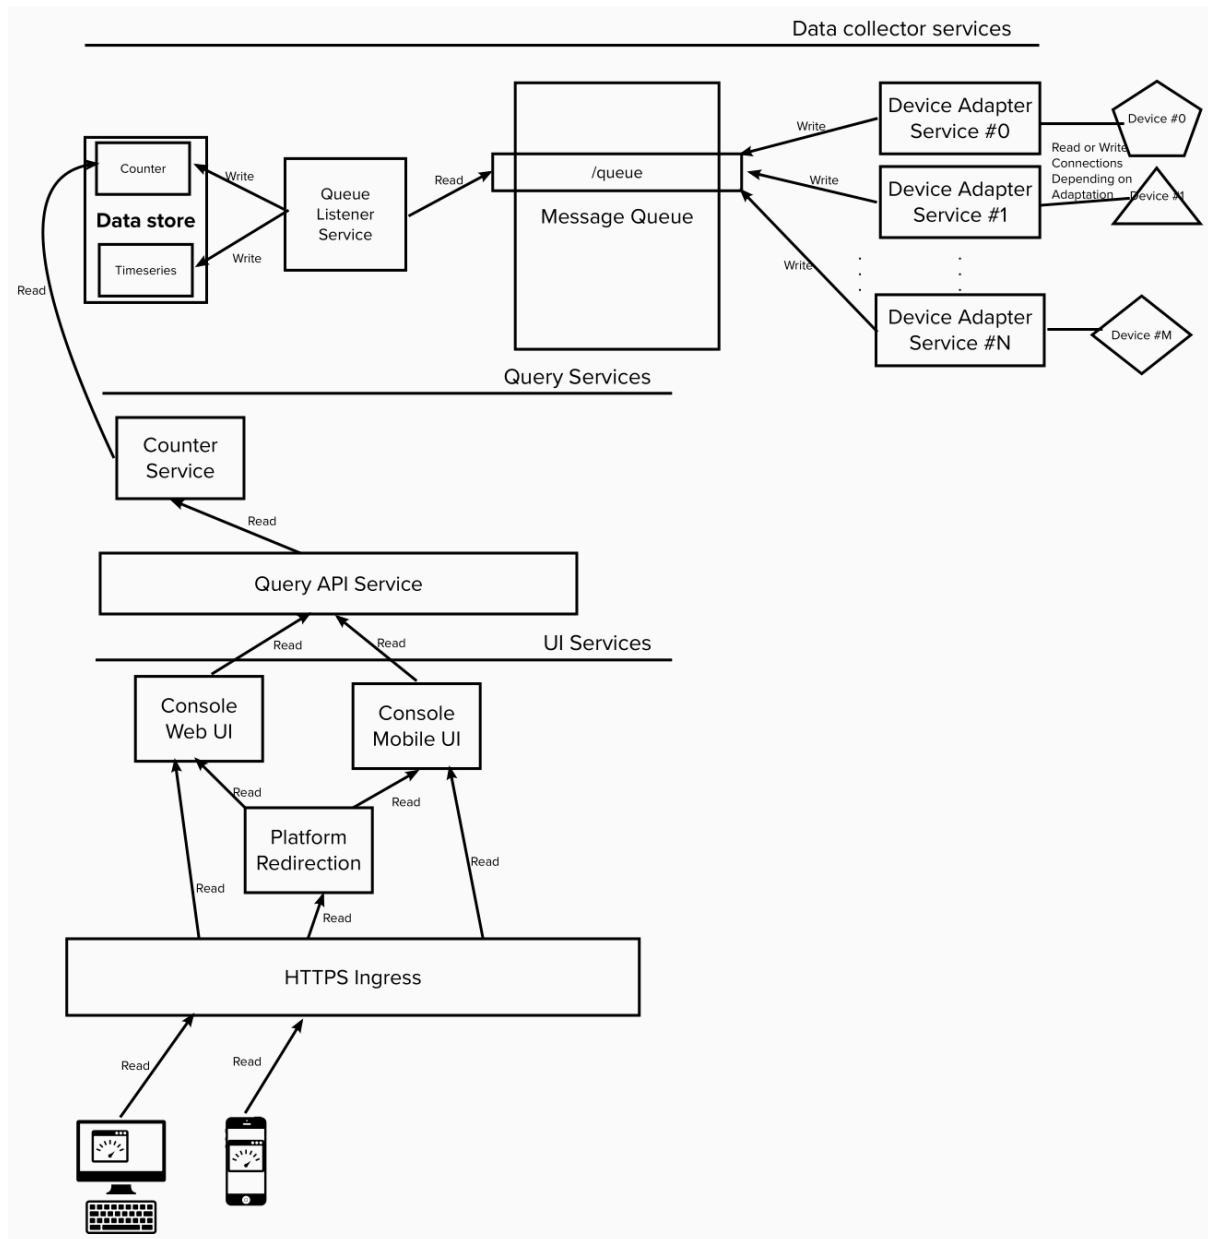 Data collector services
Device Adapter
Service #0
Device #0
Write
Read or Write
Connections
Depending on
Adaptation
Counter
Write
Queue
Listener
Service
Read
/queue
Write
Device Adapter
Service #1
Device #1
Data store
Message Queue
Write
Timeseries
Write
Read
Device Adapter
Service #N
Device #M
Query Services
Counter
Service
Read
Query API Service
Read
Read
UI Services
Console
Web UI
Console
Mobile UI
Read
Read
Platform
Redirection
Read
Read
Read
HTTPS Ingress
Read
Read